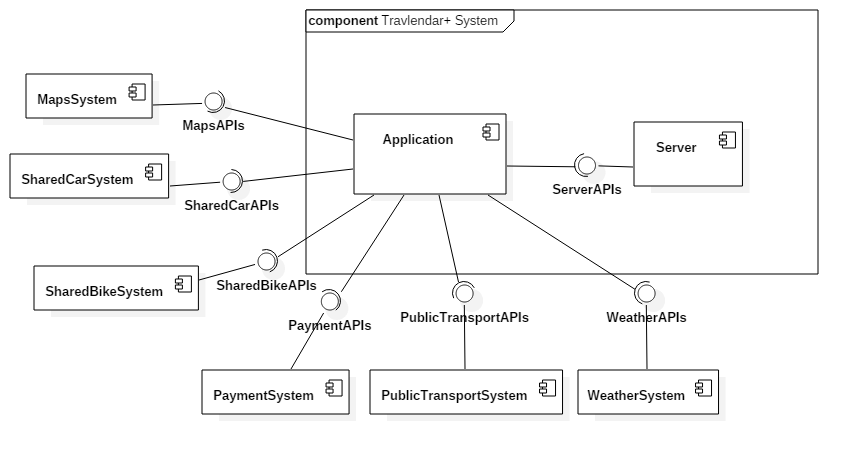 component Travlendar+ System
MapsSystem
MapsAPIs
Application
Server
SharedCarSystem
SharedCarAPIs
ServerAPIs
SharedBikeSystem
SharedBikeAPIs
PaymentAPIs
PublicTransportAPIs
WeatherAPIs
PaymentSystem
PublicTransportSystem
WeatherSystem